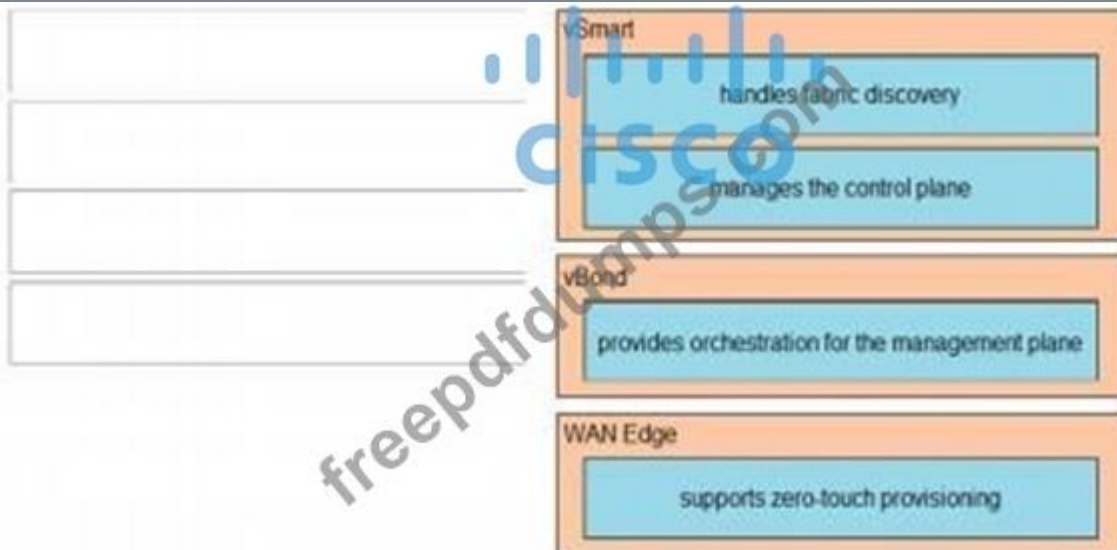 vSmart
handles fabric discovery
CISCO
manages the control plane
vBond
provides orchestration for the management plane
WAN Edge
supports zero-touch provisioning
freepdfdumps.com